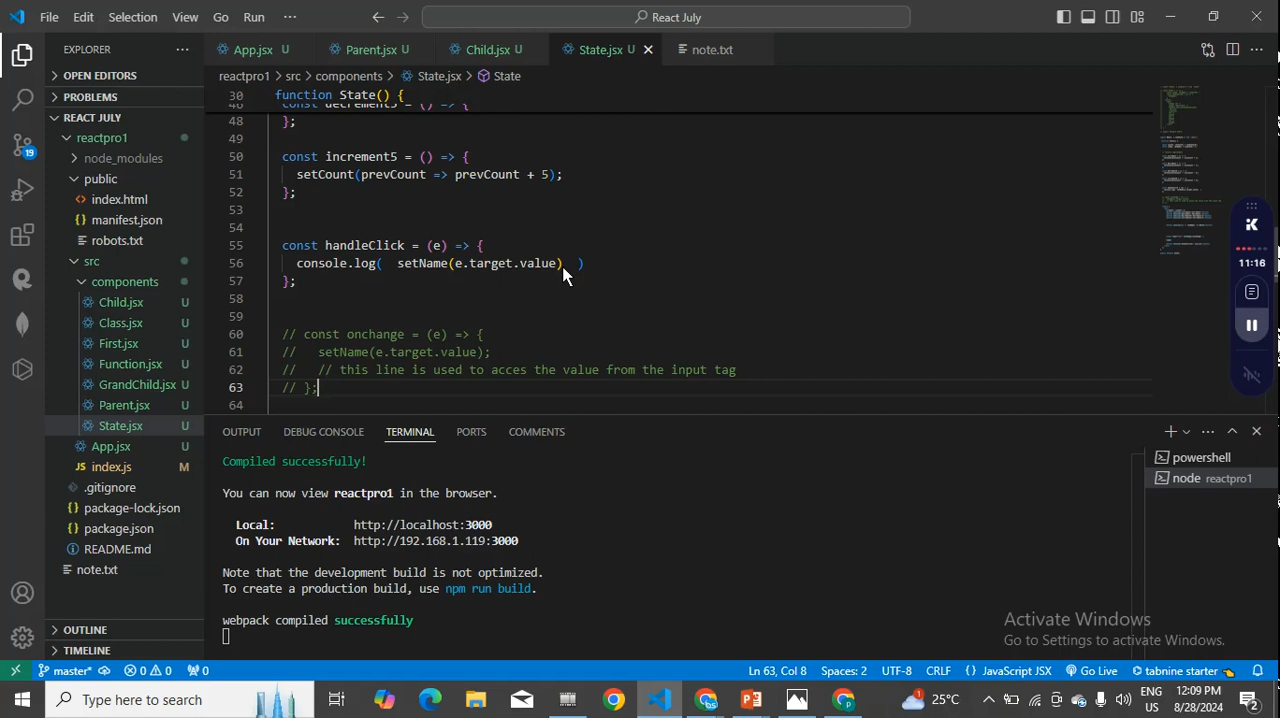 File Edit Selection View Go Run ··· React July
EXPLORER ···
App.jsx U Parent.jsx U Child.jsx U State.jsx U note.txt
OPEN EDITORS
PROBLEMS
REACT JULY
reactpro1
node_modules
public
index.html
manifest.json
robots.txt
src
components
Child.jsx U
Class.jsx U
First.jsx U
Function.jsx U
GrandChild.jsx U
Parent.jsx U
State.jsx U
App.jsx U
index.js M
.gitignore
package-lock.json
package.json
README.md
note.txt
OUTLINE
TIMELINE
19
reactpro1 > src > components > State.jsx > State
30 function State() {
46 const decrement5 = () => {
48 };
49
50 const increment5 = () => {
51 setCount(prevCount => prevCount + 5);
52 };
53
54
55 const handleClick = (e) => {
56 console.log( setName(e.target.value) )
57 };
58
59
60 // const onchange = (e) => {
61 // setName(e.target.value);
62 // // this line is used to acces the value from the input tag
63 // };
64
K
11:16
OUTPUT DEBUG CONSOLE TERMINAL PORTS COMMENTS
Compiled successfully!
You can now view reactpro1 in the browser.
Local: http://localhost:3000
On Your Network: http://192.168.1.119:3000
Note that the development build is not optimized.
To create a production build, use npm run build.
webpack compiled successfully
powershell
node reactpro1
Activate Windows
Go to Settings to activate Windows.
master* 0 0 0 Ln 63, Col 8 Spaces: 2 UTF-8 CRLF {} JavaScript JSX Go Live tabnine starter
Type here to search 25°C ENG US 12:09 PM 8/28/2024 2